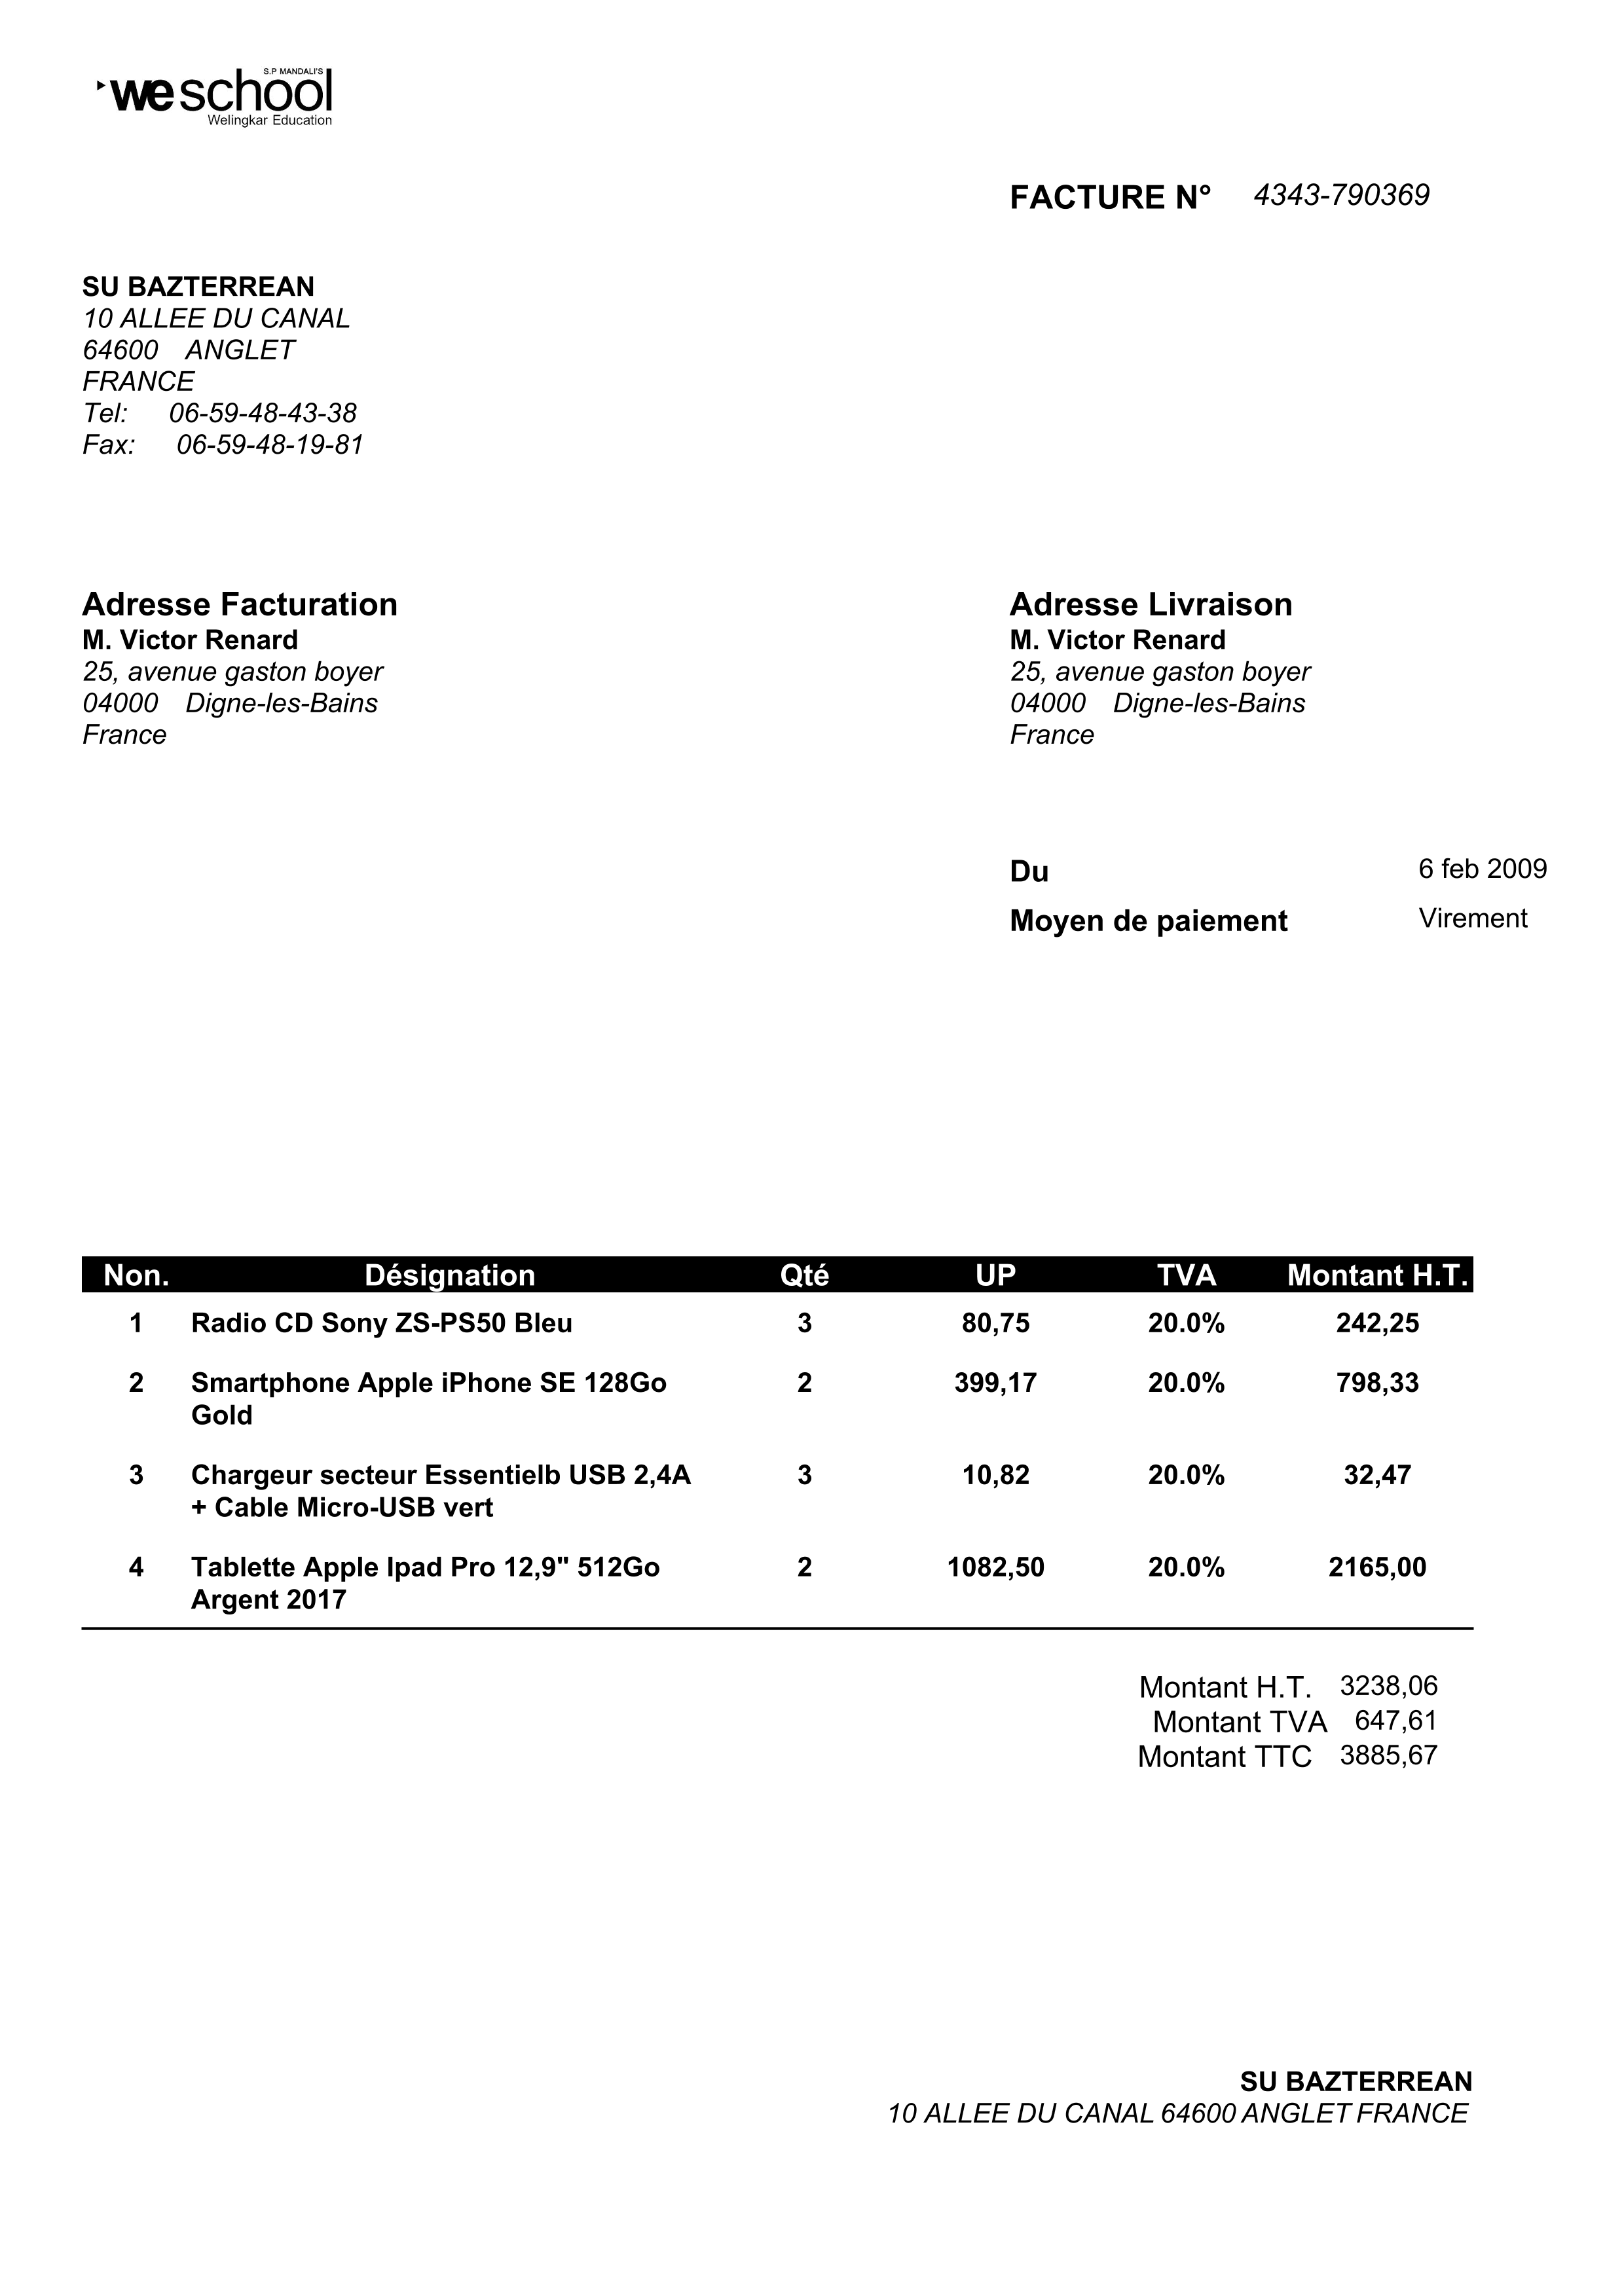 S.P MANDALI'S
we school
Welingkar Education
FACTURE N° 4343-790369
SU BAZTERREAN
10 ALLEE DU CANAL
64600 ANGLET
FRANCE
Tel: 06-59-48-43-38
Fax: 06-59-48-19-81
Adresse Facturation
M. Victor Renard
25, avenue gaston boyer
04000 Digne-les-Bains
France
Adresse Livraison
M. Victor Renard
25, avenue gaston boyer
04000 Digne-les-Bains
France
Du 6 feb 2009
Moyen de paiement Virement
Non. Désignation Qté UP TVA Montant H.T.
1 Radio CD Sony ZS-PS50 Bleu 3 80,75 20.0% 242,25
2 Smartphone Apple iPhone SE 128Go 2 399,17 20.0% 798,33
Gold
3 Chargeur secteur Essentielb USB 2,4A 3 10,82 20.0% 32,47
+ Cable Micro-USB vert
4 Tablette Apple Ipad Pro 12,9" 512Go 2 1082,50 20.0% 2165,00
Argent 2017
Montant H.T. 3238,06
Montant TVA 647,61
Montant TTC 3885,67
SU BAZTERREAN
10 ALLEE DU CANAL 64600 ANGLET FRANCE